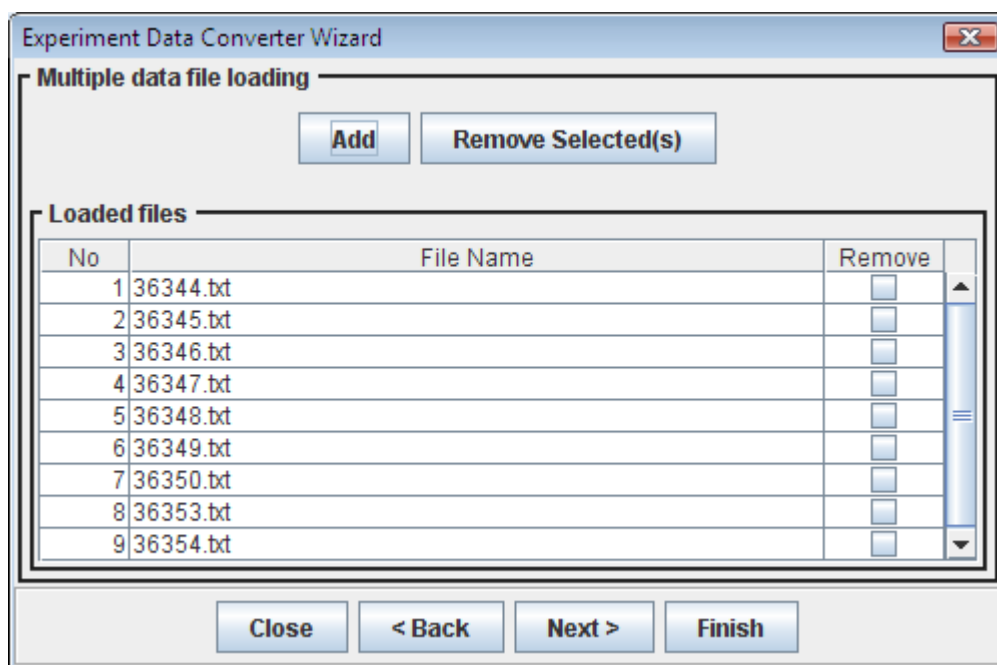 Experiment Data Converter Wizard
Multiple data file loading
Add Remove Selected(s)
Loaded files
No File Name Remove
1 36344.txt
2 36345.txt
3 36346.txt
4 36347.txt
5 36348.txt
6 36349.txt
7 36350.txt
8 36353.txt
9 36354.txt
Close < Back Next > Finish